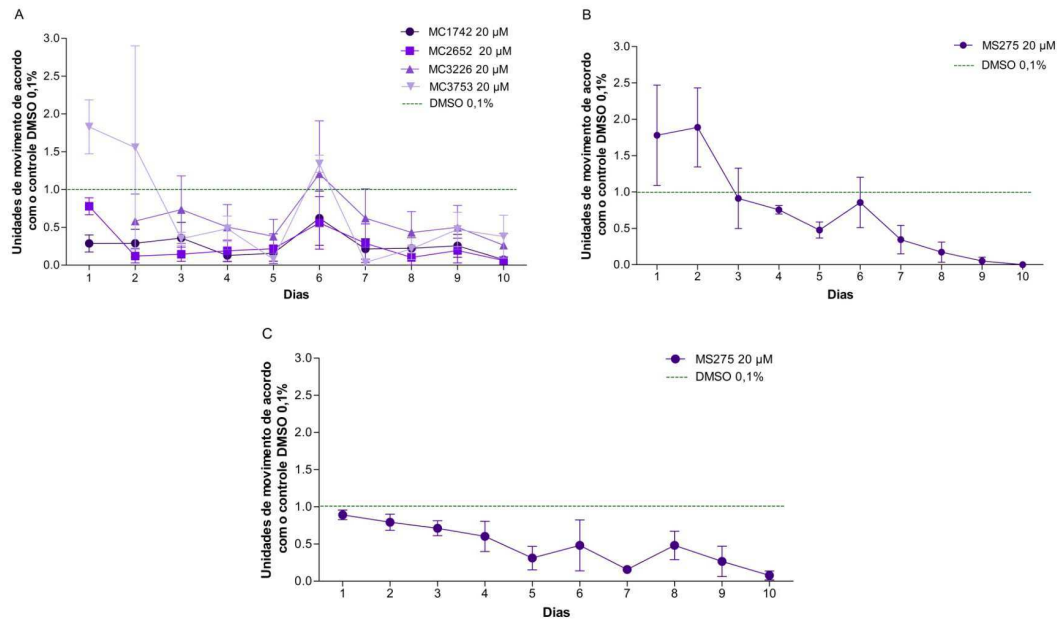 A
MC1742 20 µM
MC2652 20 µM
MC3226 20 µM
MC3753 20 µM
DMSO 0,1%
Unidades de movimento de acordo
com o controle DMSO 0,1%
3.0
2.5
2.0
1.5
1.0
0.5
0.0
1 2 3 4 5 6 7 8 9 10
Dias
B
MS275 20 µM
DMSO 0,1%
Unidades de movimento de acordo
com o controle DMSO 0,1%
3.0
2.5
2.0
1.5
1.0
0.5
0.0
1 2 3 4 5 6 7 8 9 10
Dias
C
MS275 20 µM
DMSO 0,1%
Unidades de movimento de acordo
com o controle DMSO 0,1%
3.0
2.5
2.0
1.5
1.0
0.5
0.0
1 2 3 4 5 6 7 8 9 10
Dias